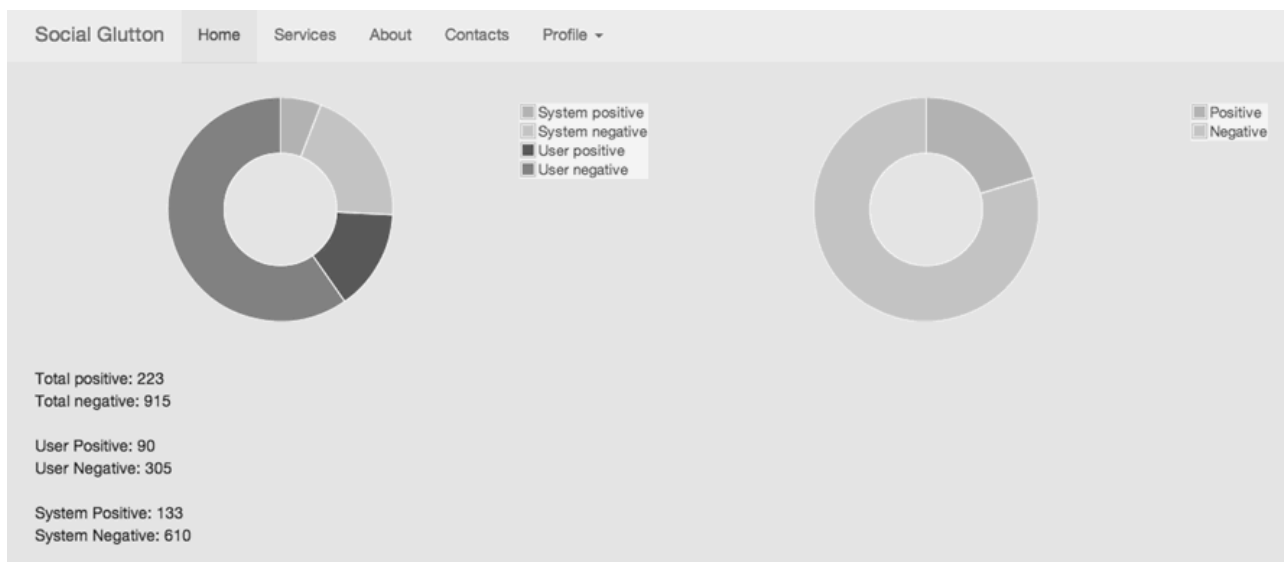 Social Glutton Home Services About Contacts Profile
System positive
System negative
User positive
User negative
Positive
Negative
Total positive: 223
Total negative: 915
User Positive: 90
User Negative: 305
System Positive: 133
System Negative: 610